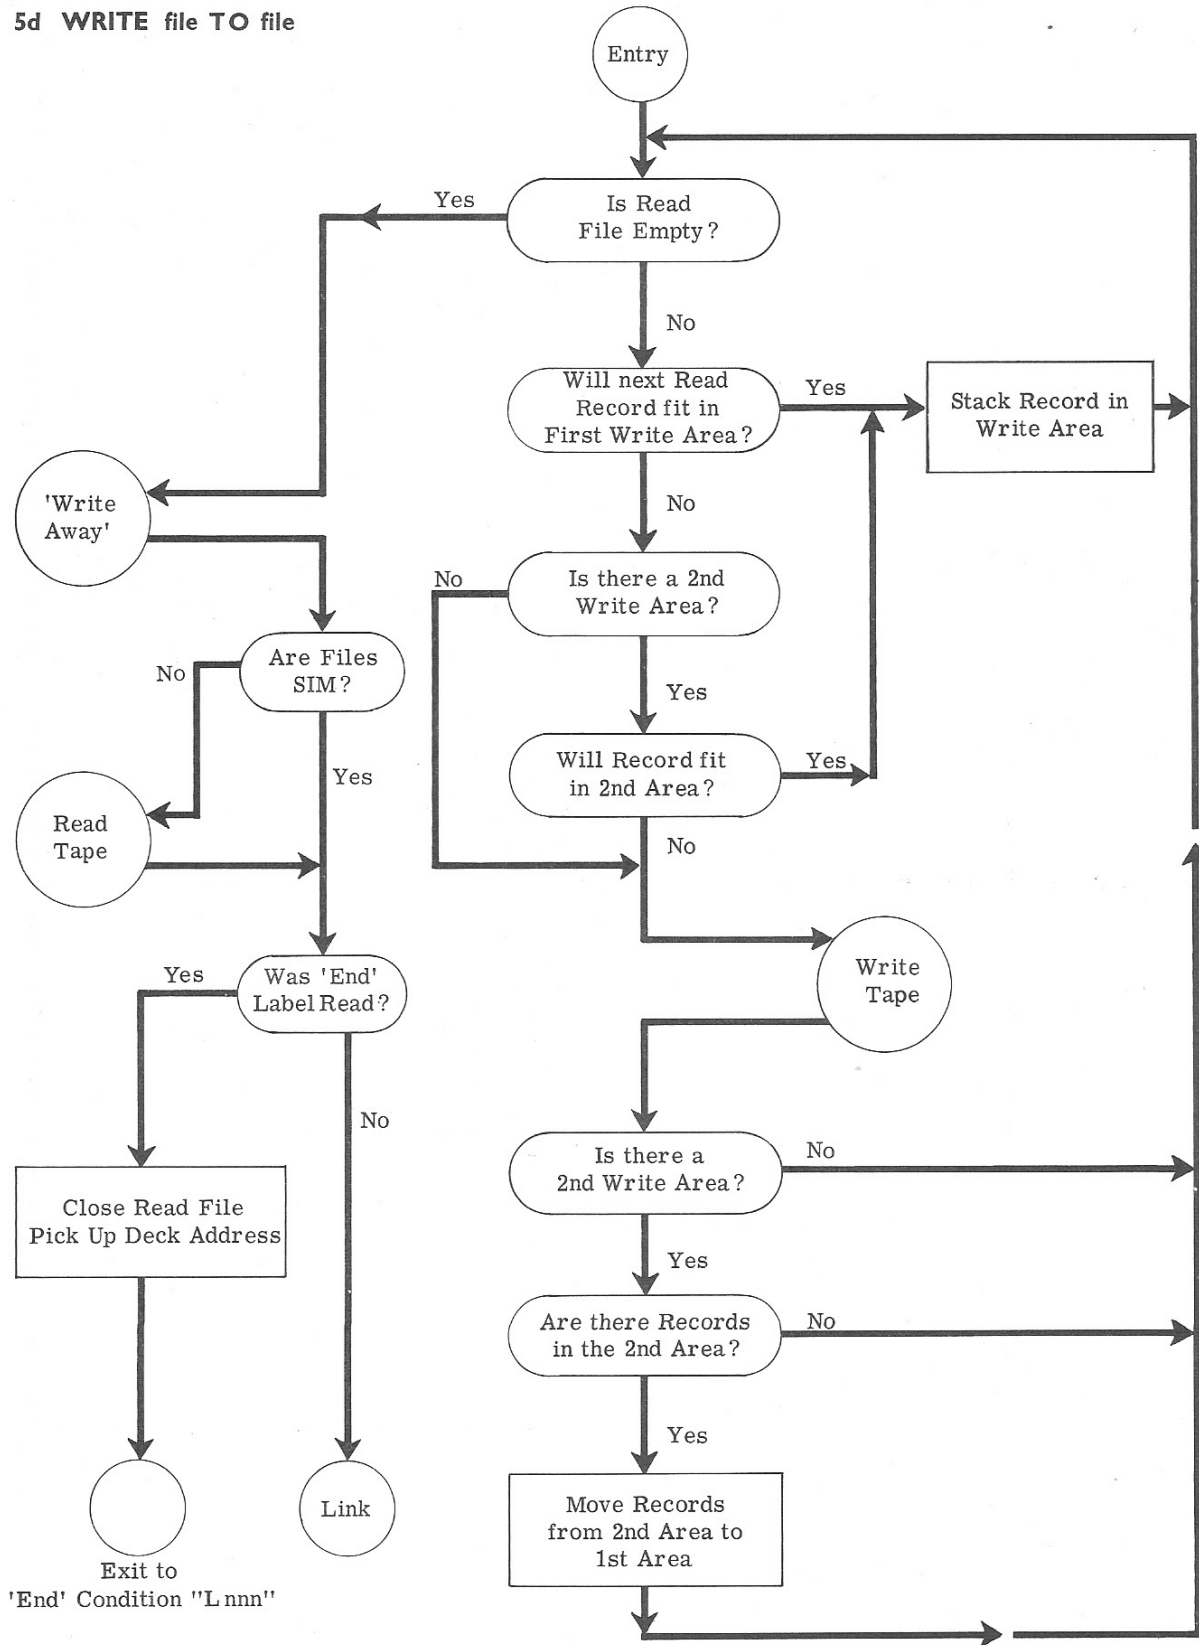 5d WRITE file TO file
Entry
Is Read
File Empty?
Yes
No
Will next Read
Record fit in
First Write Area?
Yes
Stack Record in
Write Area
No
'Write
Away'
Is there a 2nd
Write Area?
No
Yes
Are Files
SIM?
No
Yes
Will Record fit
in 2nd Area?
Yes
No
Read
Tape
Was 'End'
Label Read?
Yes
No
Write
Tape
Is there a
2nd Write Area?
No
Yes
Close Read File
Pick Up Deck Address
Are there Records
in the 2nd Area?
No
Yes
Move Records
from 2nd Area to
1st Area
Link
Exit to
'End' Condition "Lnnn"